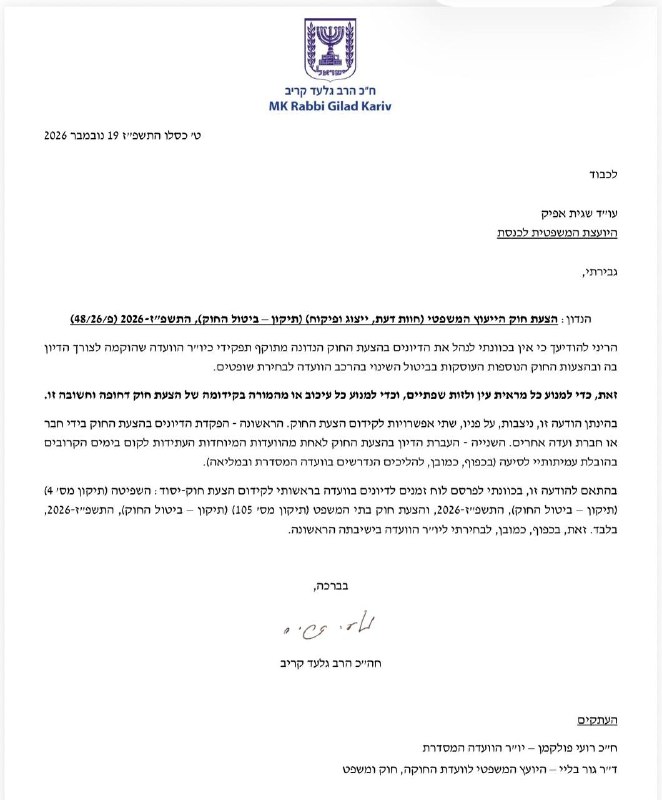 ח"כ הרב גלעד קריב
MK Rabbi Gilad Kariv
ט' כסלו התשפ"ז 19 נובמבר 2026
לכבוד
עו"ד שגית אפיק
היועצת המשפטית לכנסת
גבירתי,
הנדון: הצעת חוק הייעוץ המשפטי (חוות דעת, ייצוג ופיקוח) (תיקון – ביטול החוק), התשפ"ז-2026 (פ/48/26)
הריני להודיעך כי אין בכוונתי לנהל את הדיונים בהצעת החוק הנדונה מתוקף תפקידי כיו"ר הוועדה שהוקמה לצורך הדיון
בה ובהצעות החוק הנוספות העוסקות בביטול השינוי בהרכב הוועדה לבחירת שופטים.
זאת, כדי למנוע כל מראית עין ולזות שפתיים, וכדי למנוע כל עיכוב או מהמורה בקידומה של הצעת חוק דחופה וחשובה זו.
בהינתן הודעה זו, ניצבות, על פניו, שתי אפשרויות לקידום הצעת החוק. הראשונה - הפקדת הדיונים בהצעת החוק בידי חבר
או חברת ועדה אחרים. השנייה - העברת הדיון בהצעת החוק לאחת מהוועדות המיוחדות העתידות לקום בימים הקרובים
בהובלת עמיתותיי לסיעה (בכפוף, כמובן, להליכים הנדרשים בוועדה המסדרת ובמליאה).
בהתאם להודעה זו, בכוונתי לפרסם לוח זמנים לדיונים בוועדה בראשותי לקידום הצעת חוק-יסוד: השפיטה (תיקון מס' 4)
(תיקון – ביטול החוק), התשפ"ז-2026, והצעת חוק בתי המשפט (תיקון מס' 105) (תיקון – ביטול החוק), התשפ"ז-2026,
בלבד. זאת, בכפוף, כמובן, לבחירתי ליו"ר הוועדה בישיבתה הראשונה.
בברכה,
גלעד קריב
חה"כ הרב גלעד קריב
העתקים
ח"כ רועי פולקמן – יו"ר הוועדה המסדרת
ד"ר גור בליי – היועץ המשפטי לוועדת החוקה, חוק ומשפט